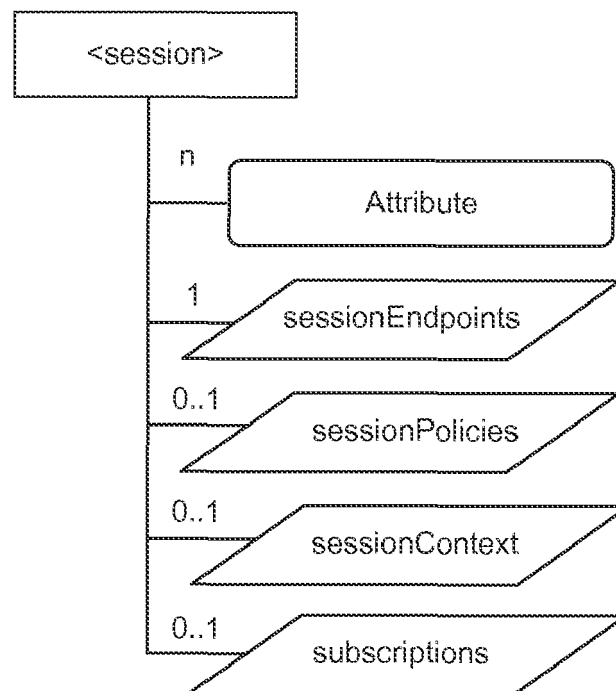 <session>
n
Attribute
1
sessionEndpoints
0..1
sessionPolicies
0..1
sessionContext
0..1
subscriptions